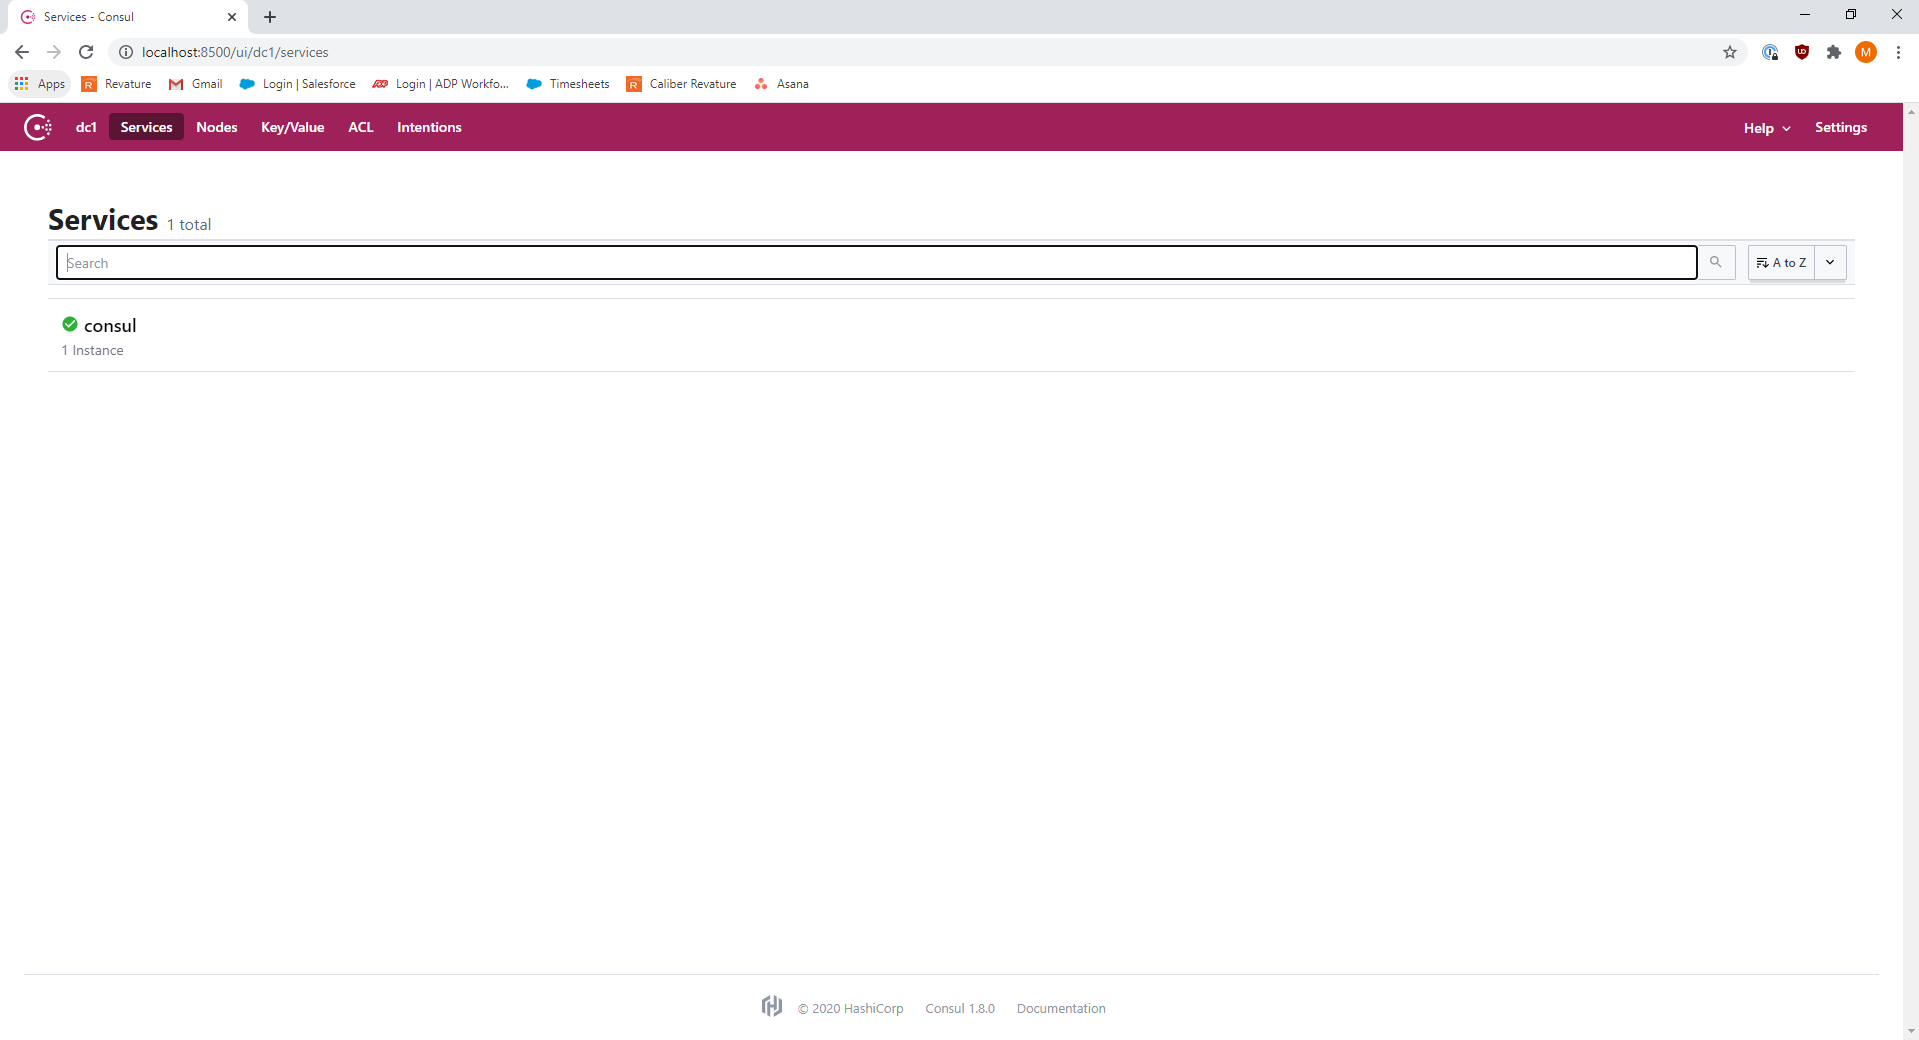 Services - Consul
localhost:8500/ui/dc1/services
M
Apps Revature Gmail Login | Salesforce Login | ADP Workfo... Timesheets Caliber Revature Asana
dc1 Services Nodes Key/Value ACL Intentions Help Settings
Services 1 total
Search A to Z
consul
1 Instance
© 2020 HashiCorp Consul 1.8.0 Documentation